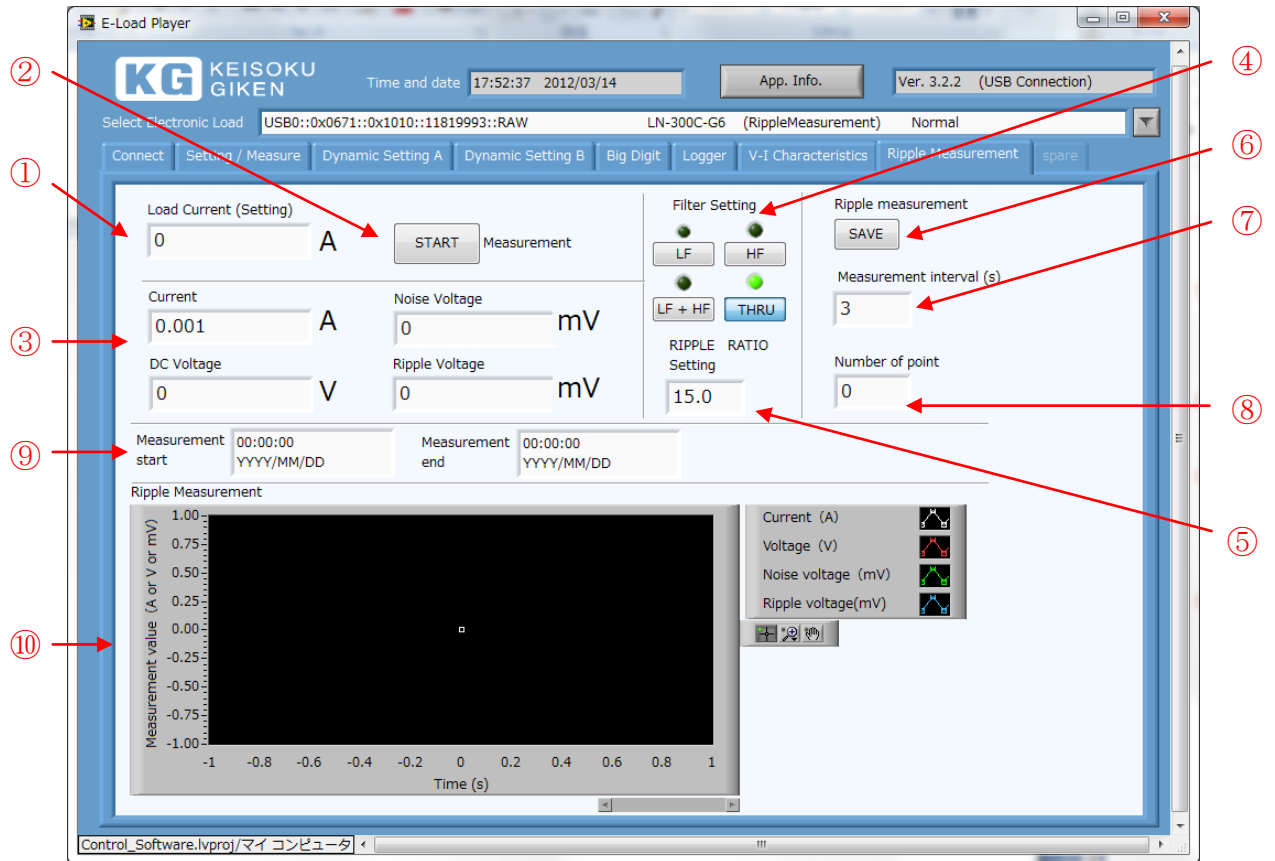 E-Load Player
② ④
KG KEISOKU GIKEN
Time and date 17:52:37 2012/03/14 App. Info. Ver. 3.2.2 (USB Connection)
Select Electronic Load USB0::0x0671::0x1010::11819993::RAW LN-300C-G6 (RippleMeasurement) Normal
Connect Setting / Measure Dynamic Setting A Dynamic Setting B Big Digit Logger V-I Characteristics Ripple Measurement spare
① ⑥
Load Current (Setting)
0 A
START Measurement
Filter Setting
LF HF
LF + HF THRU
Ripple measurement
SAVE
⑦
Measurement interval (s)
3
Current
0.001 A
Noise Voltage
0 mV
③
DC Voltage
0 V
Ripple Voltage
0 mV
RIPPLE RATIO
Setting
15.0
Number of point
0
⑧
⑨
Measurement start 00:00:00 YYYY/MM/DD
Measurement end 00:00:00 YYYY/MM/DD
Ripple Measurement
⑤
⑩
Measurement value (A or V or mV)
1.00
0.75
0.50
0.25
0.00
-0.25
-0.50
-0.75
-1.00
-1 -0.8 -0.6 -0.4 -0.2 0 0.2 0.4 0.6 0.8 1
Time (s)
Current (A)
Voltage (V)
Noise voltage (mV)
Ripple voltage(mV)
Control_Software.lvproj/マイ コンピュータ